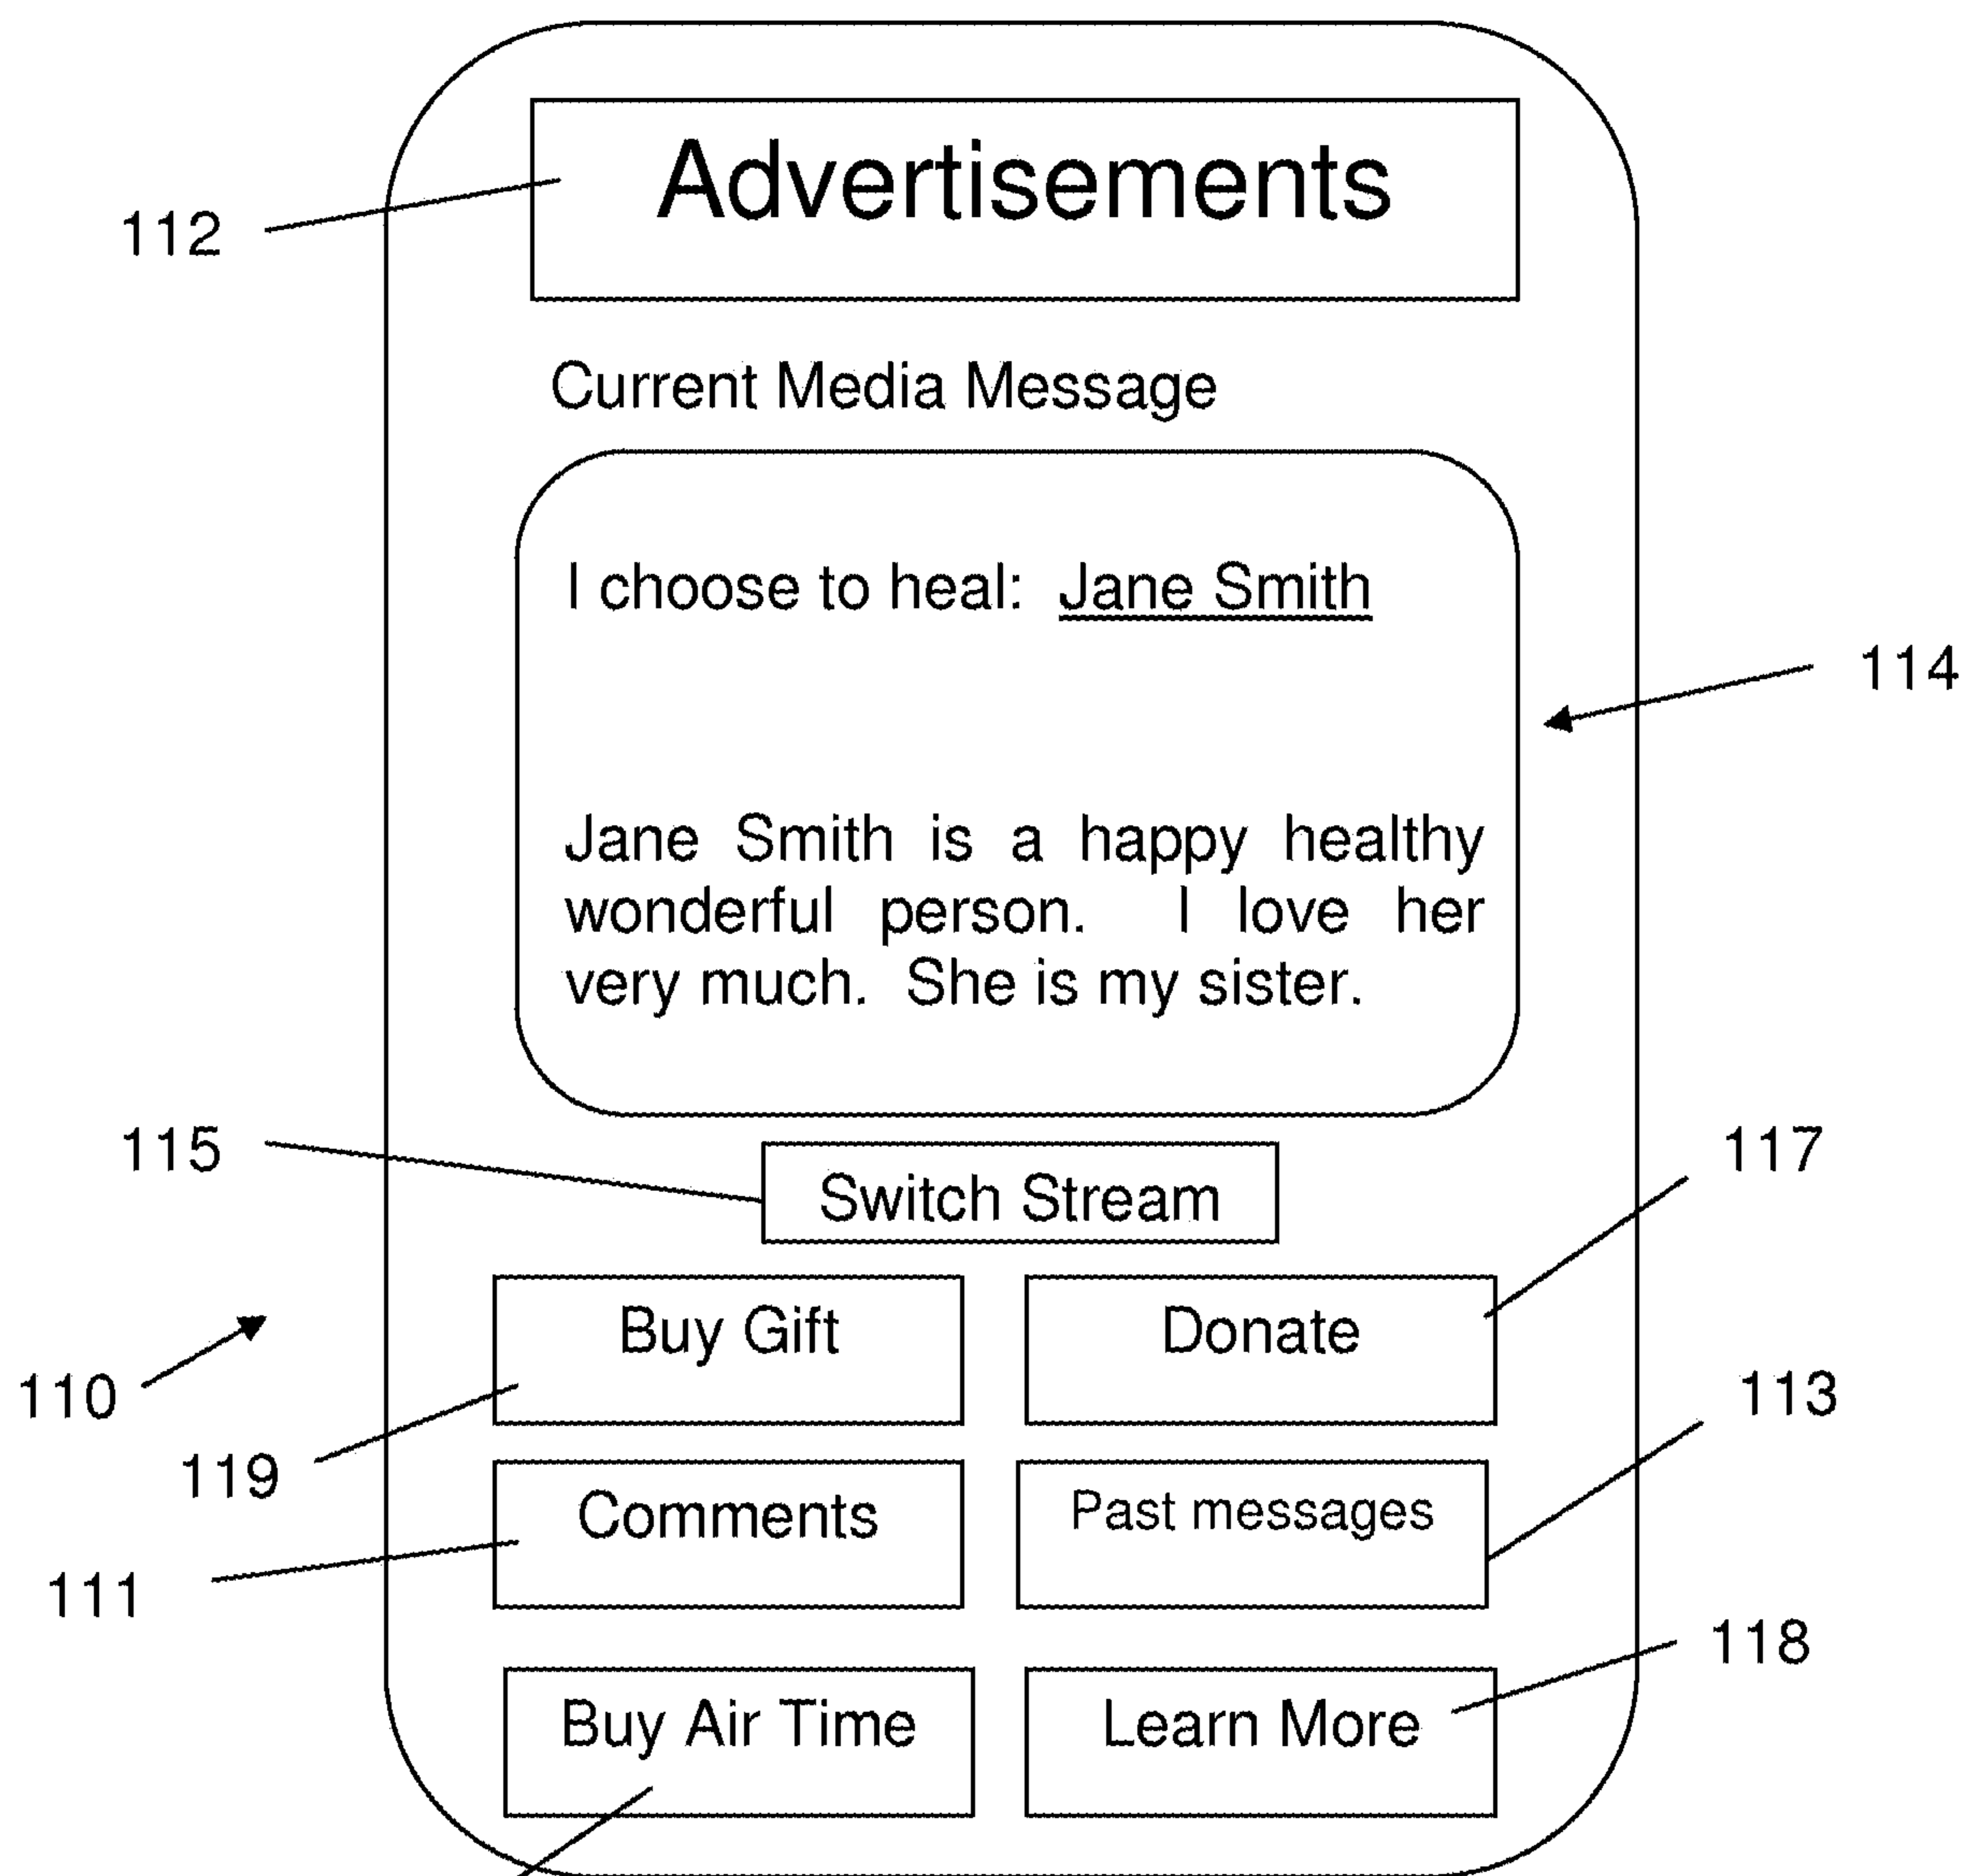 Advertisements
112
Current Media Message
I choose to heal: Jane Smith
114
Jane Smith is a happy healthy
wonderful person. I love her
very much. She is my sister.
115
117
Switch Stream
Buy Gift
Donate
110
113
119
Comments
Past messages
111
118
Buy Air Time
Learn More